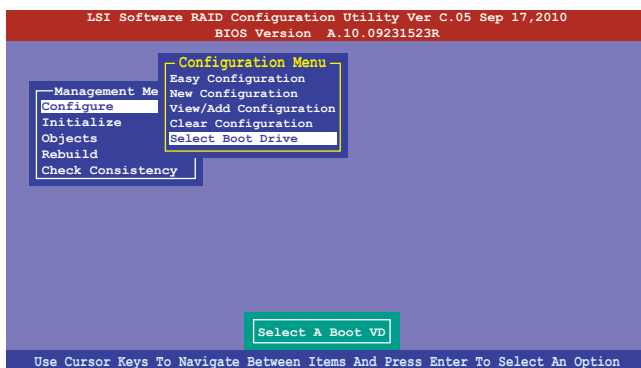 LSI Software RAID Configuration Utility Ver C.05 Sep 17,2010
BIOS Version A.10.09231523R
Configuration Menu
Easy Configuration
New Configuration
View/Add Configuration
Clear Configuration
Select Boot Drive
Management Me
Configure
Initialize
Objects
Rebuild
Check Consistency
Select A Boot VD
Use Cursor Keys To Navigate Between Items And Press Enter To Select An Option